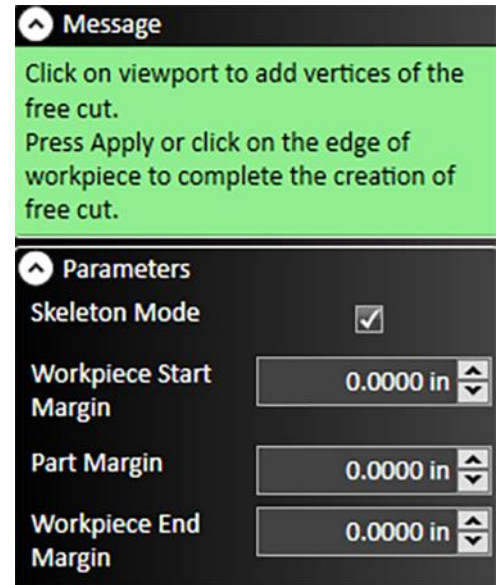 Message
Click on viewport to add vertices of the
free cut.
Press Apply or click on the edge of
workpiece to complete the creation of
free cut.
Parameters
Skeleton Mode
Workpiece Start
Margin
0.0000 in
Part Margin
0.0000 in
Workpiece End
Margin
0.0000 in